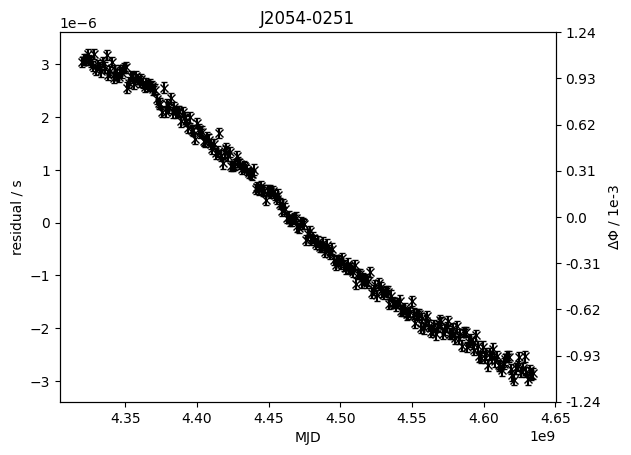 J2054-0251
1e−6
3
2
1
0
−1
−2
−3
residual / s
1.24
0.93
0.62
0.31
0.0
-0.31
-0.62
-0.93
-1.24
ΔΦ / 1e-3
4.35 4.40 4.45 4.50 4.55 4.60 4.65
1e9
MJD